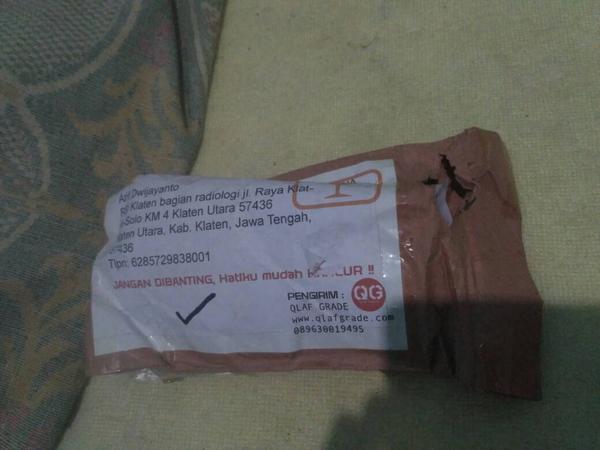 Dwijayanto
Klaten bagian radiologi jl. Raya Klat-
-Solo KM 4 Klaten Utara 57436
Utara, Kab. Klaten, Jawa Tengah,
Tlpn: 6285729838001
JANGAN DIBANTING, Hatiku mudah !!
PENGIRIM :
QG
QLAF GRADE
www.qlafgrade.com
089630019495